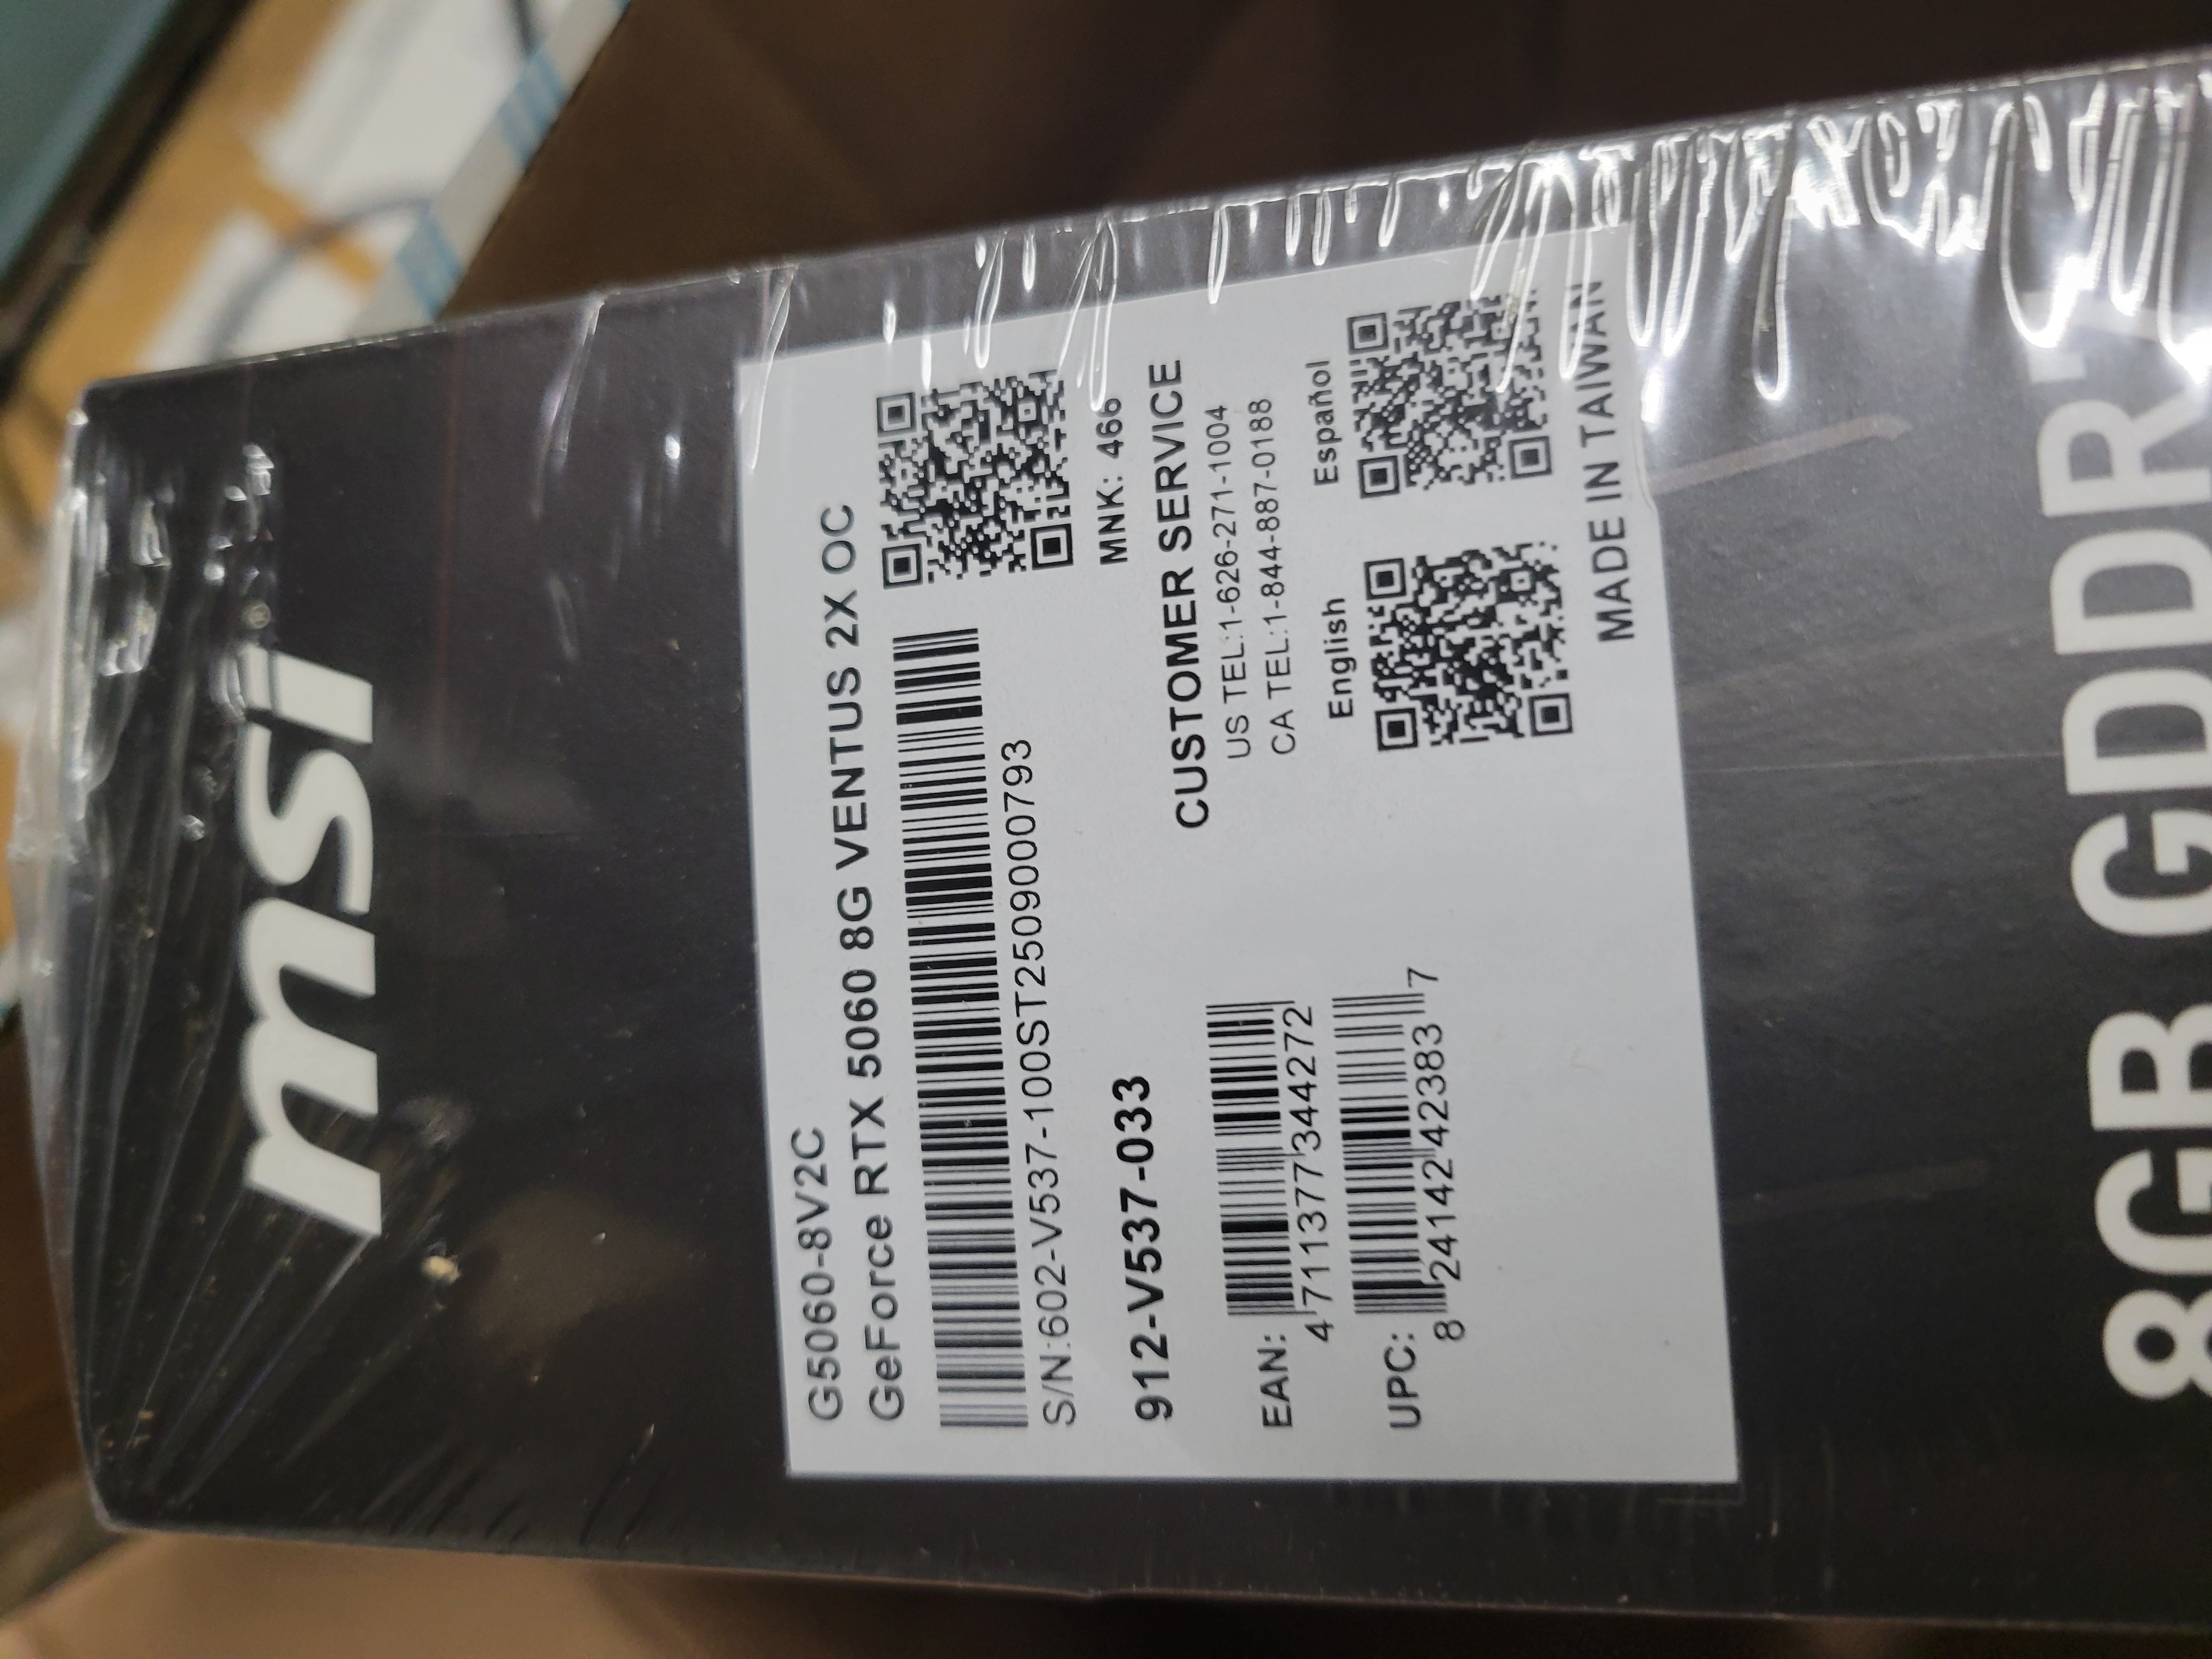 msi
G5060-8V2C
GeForce RTX 5060 8G VENTUS 2X OC
S/N:602-V537-100ST2509000793
MNK: 466
912-V537-033
CUSTOMER SERVICE
US TEL:1-626-271-1004
CA TEL:1-844-887-0188
EAN:
4 711377 344272
UPC:
8 24142 42383 7
English
Español
MADE IN TAIWAN
8GB GDDR